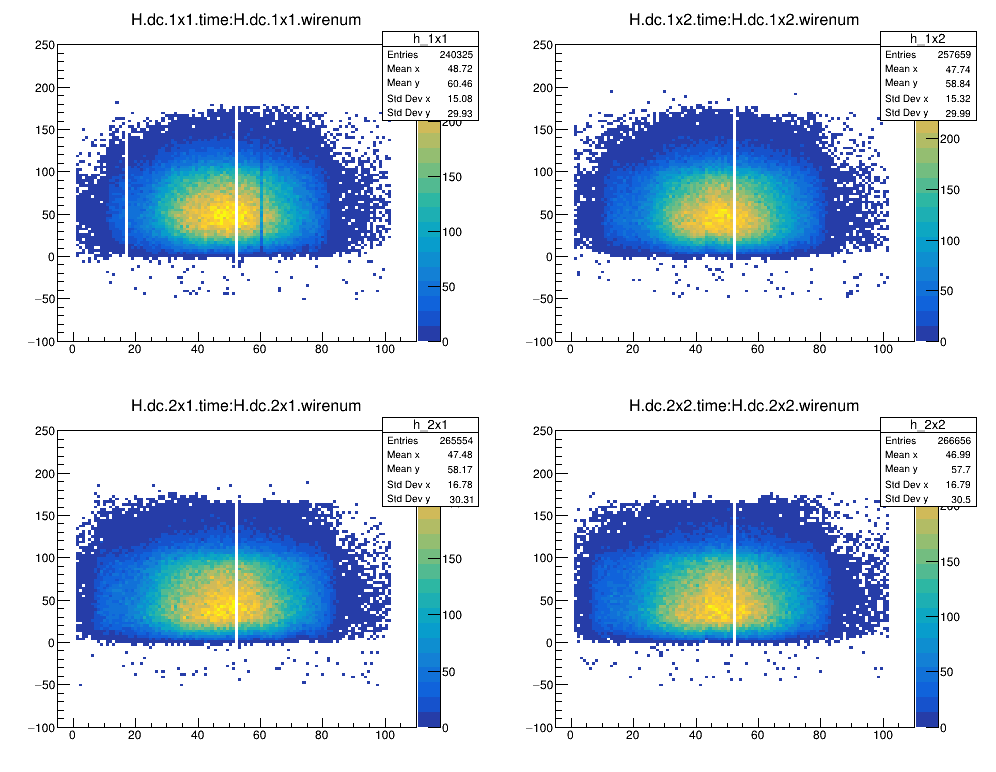 H.dc.1x1.time:H.dc.1x1.wirenum
h_1x1
Entries 240325
Mean x 48.72
Mean y 60.46
Std Dev x 15.08
Std Dev y 29.93
250
200
150
100
50
0
−50
−100
0 20 40 60 80 100
200
150
100
50
0
H.dc.1x2.time:H.dc.1x2.wirenum
h_1x2
Entries 257659
Mean x 47.74
Mean y 58.84
Std Dev x 15.32
Std Dev y 29.99
250
200
150
100
50
0
−50
−100
0 20 40 60 80 100
200
150
100
50
0
H.dc.2x1.time:H.dc.2x1.wirenum
h_2x1
Entries 265554
Mean x 47.48
Mean y 58.17
Std Dev x 16.78
Std Dev y 30.31
250
200
150
100
50
0
−50
−100
0 20 40 60 80 100
150
100
50
0
H.dc.2x2.time:H.dc.2x2.wirenum
h_2x2
Entries 266656
Mean x 46.99
Mean y 57.7
Std Dev x 16.79
Std Dev y 30.5
250
200
150
100
50
0
−50
−100
0 20 40 60 80 100
200
150
100
50
0